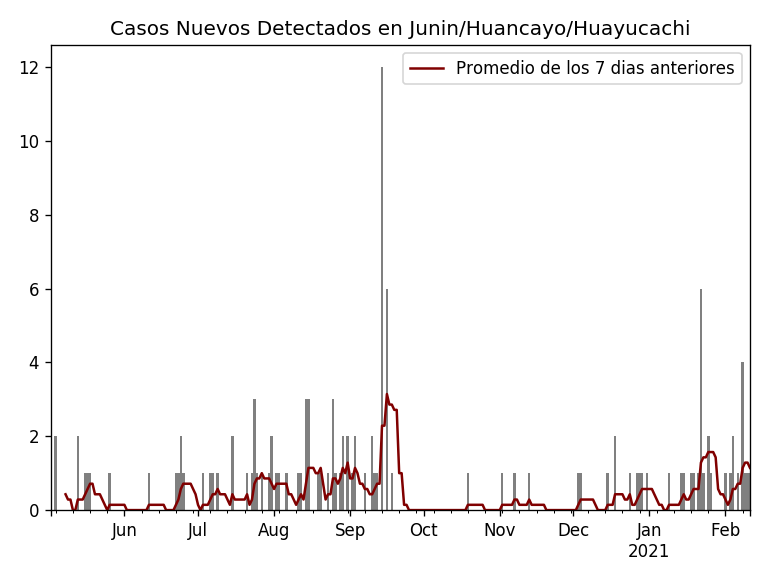 Casos Nuevos Detectados en Junin/Huancayo/Huayucachi
Promedio de los 7 dias anteriores
12
10
8
6
4
2
0
Jun Jul Aug Sep Oct Nov Dec Jan Feb
2021